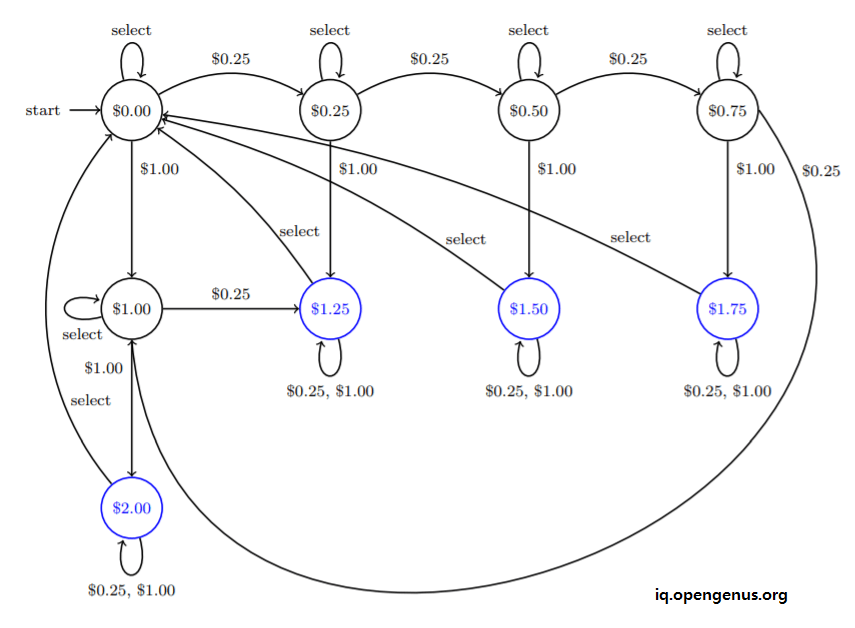 select select select select
$0.25 $0.25 $0.25
start $0.00 $0.25 $0.50 $0.75
$1.00 $1.00 $1.00 $1.00 $0.25
select select select
$0.25
$1.00 $1.25 $1.50 $1.75
select
$1.00
$0.25, $1.00 $0.25, $1.00 $0.25, $1.00
select
$2.00
$0.25, $1.00
iq.opengenus.org